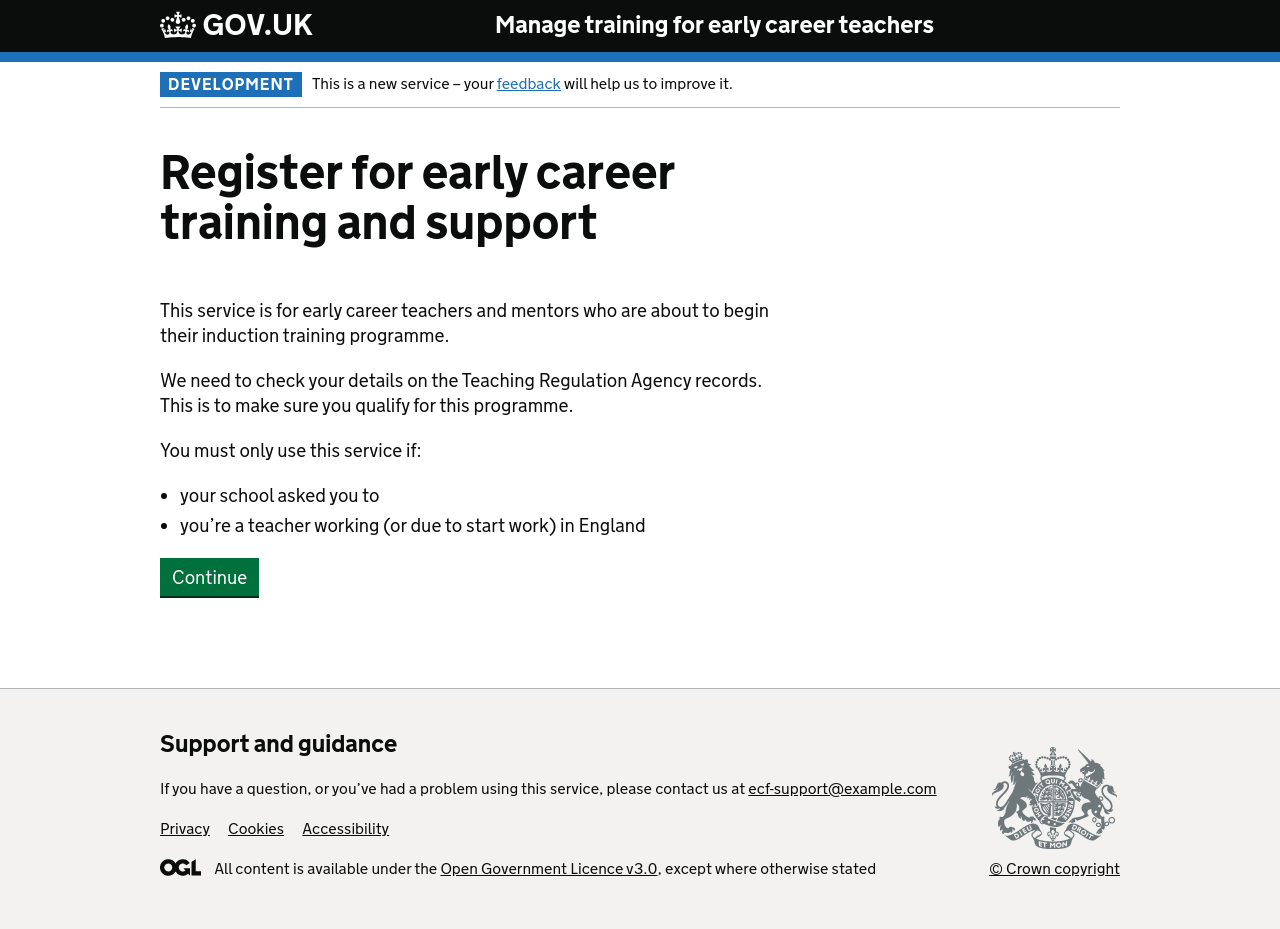 GOV.UK
Manage training for early career teachers
DEVELOPMENT
This is a new service – your feedback will help us to improve it.
Register for early career
training and support
This service is for early career teachers and mentors who are about to begin
their induction training programme.
We need to check your details on the Teaching Regulation Agency records.
This is to make sure you qualify for this programme.
You must only use this service if:
• your school asked you to
• you’re a teacher working (or due to start work) in England
Continue
Support and guidance
If you have a question, or you’ve had a problem using this service, please contact us at ecf-support@example.com
Privacy Cookies Accessibility
OGL All content is available under the Open Government Licence v3.0, except where otherwise stated
DIEU ET MON DROIT
© Crown copyright